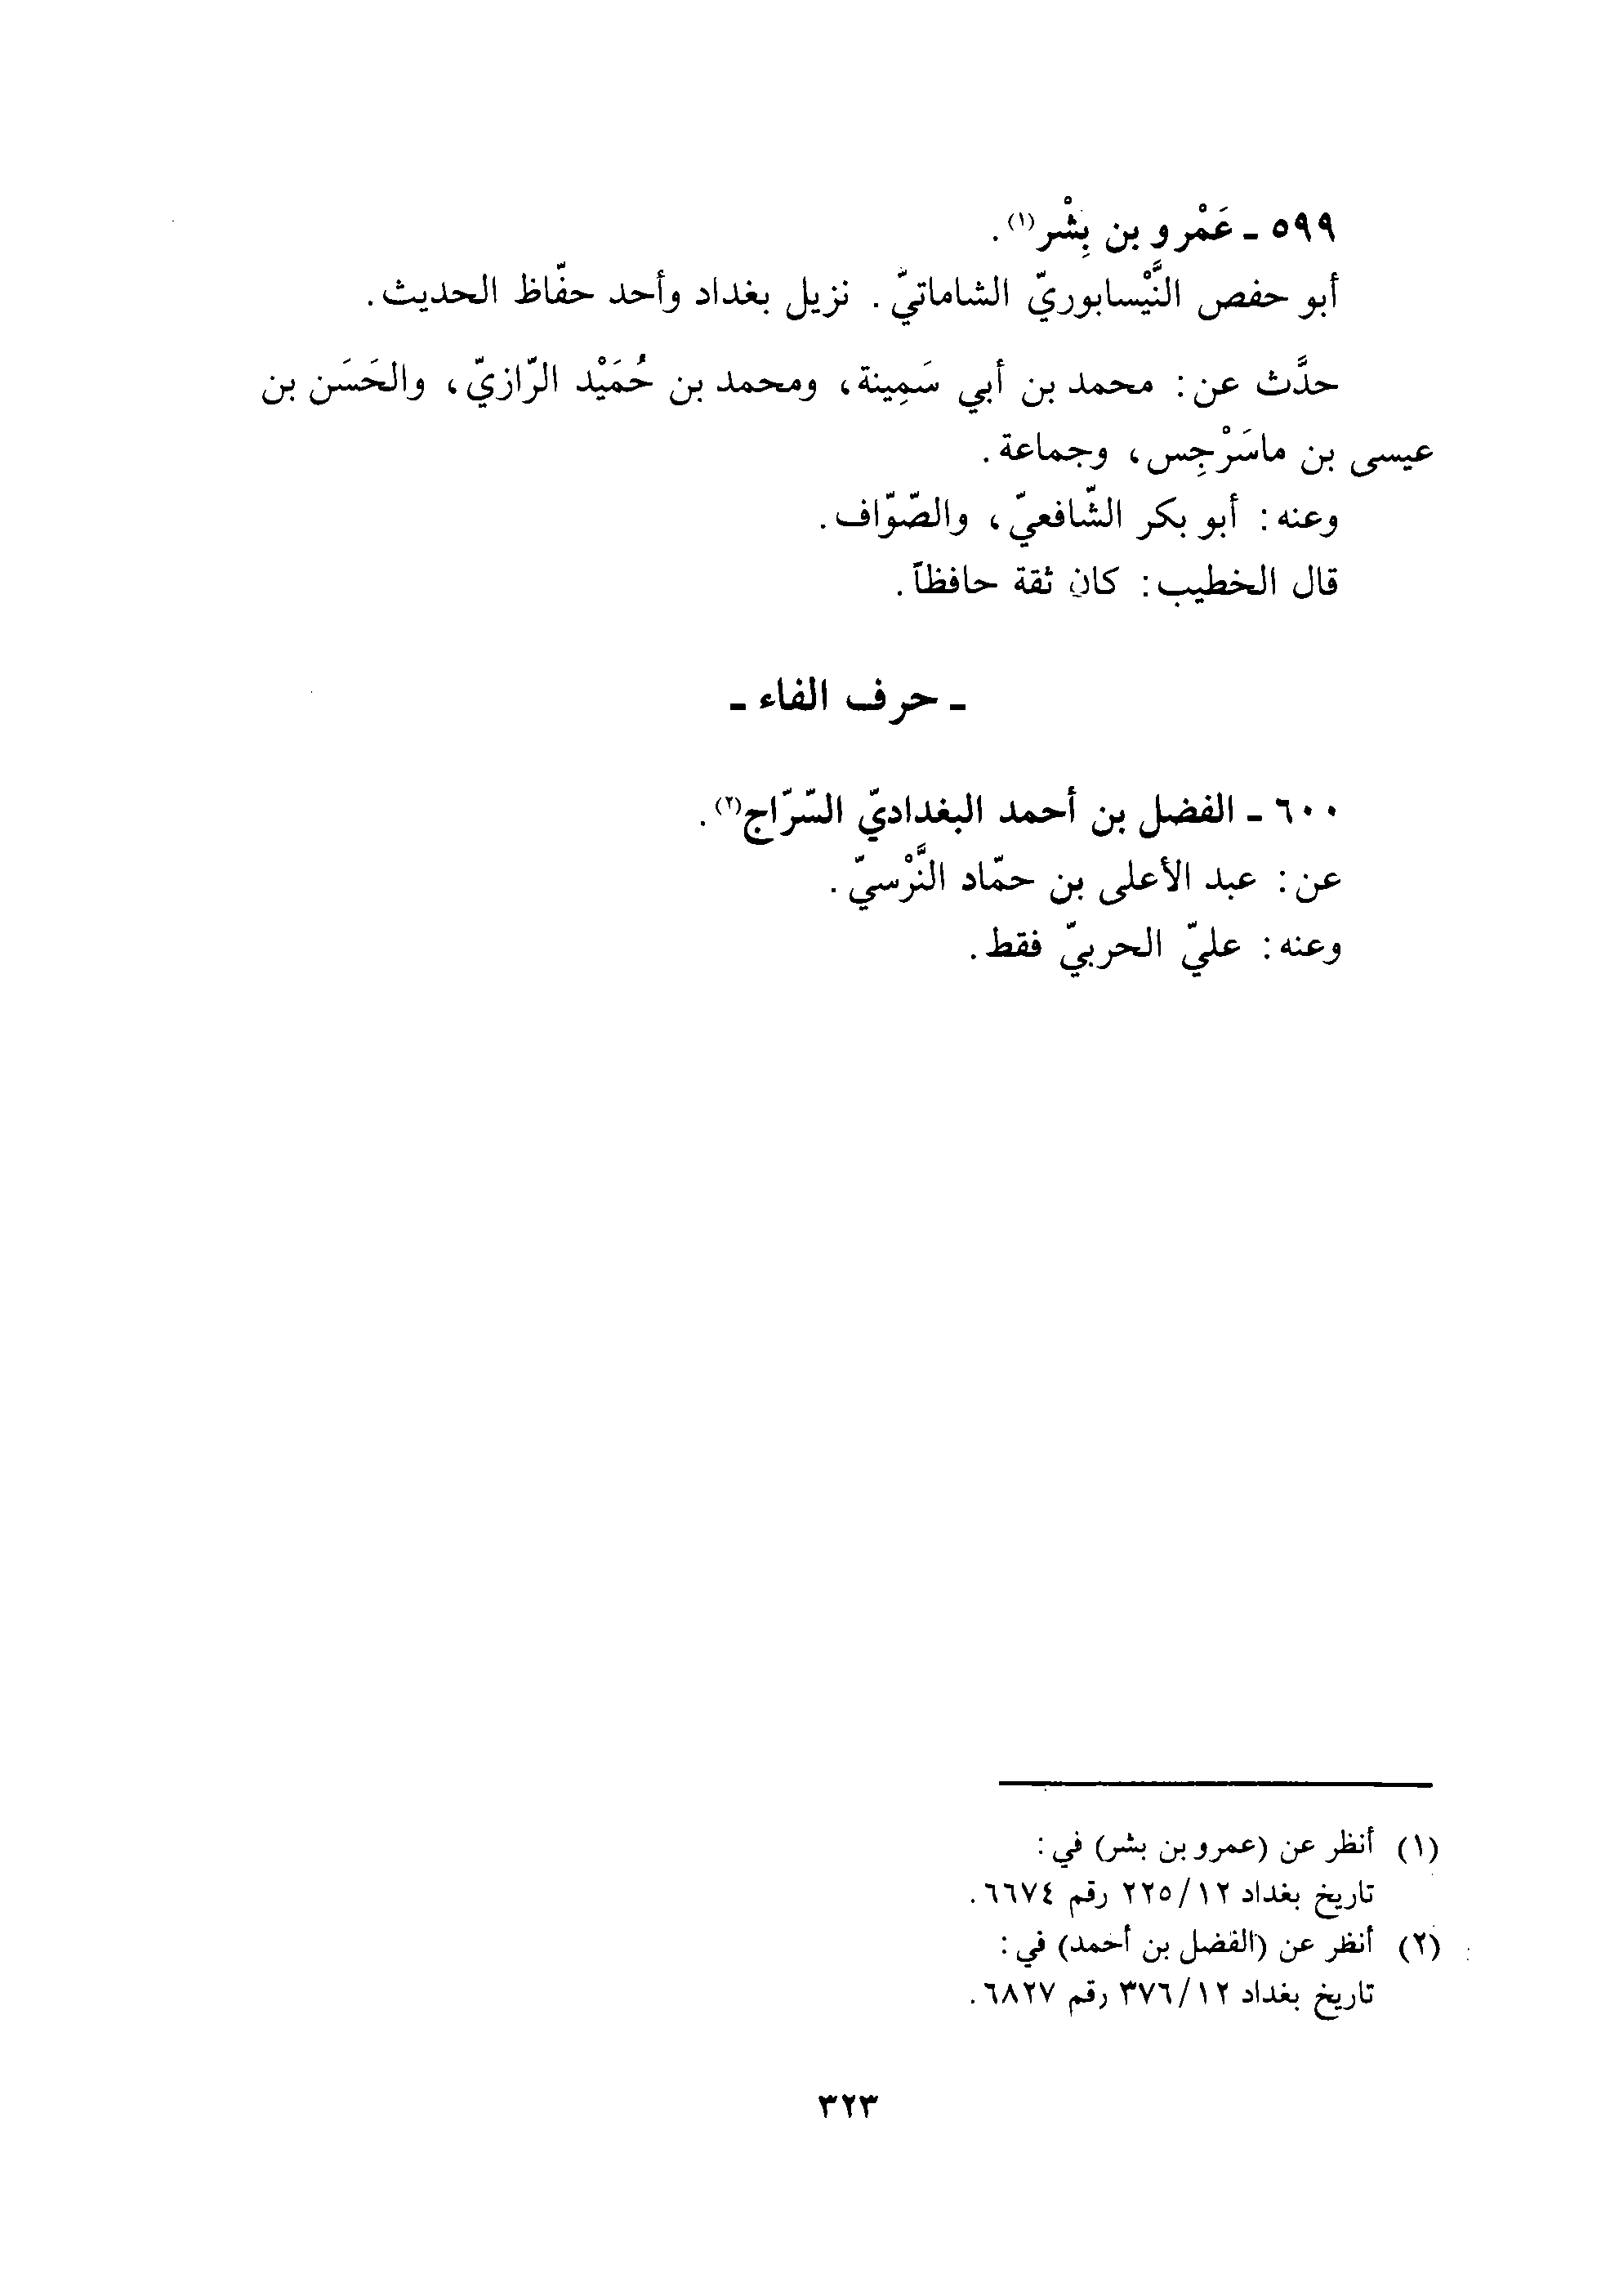 ٥٩٩ ـ عَمْرو بن بِشْر(١).
أبو حفص النَّيْسابوريّ الشاماتيّ. نزيل بغداد وأحد حفّاظ الحديث.
حدَّث عن: محمد بن أبي سَمِينة، ومحمد بن حُمَيْد الرّازيّ، والحَسَن بن
عيسى بن ماسَرْجِس، وجماعة.
وعنه: أبو بكر الشّافعيّ، والصّوّاف.
قال الخطيب: كان ثقة حافظاً.
ـ حرف الفاء ـ
٦٠٠ ـ الفضل بن أحمد البغداديّ السّرّاج(٢).
عن: عبد الأعلى بن حمّاد النَّرْسيّ.
وعنه: عليّ الحربيّ فقط.
(١) أنظر عن (عمرو بن بشر) في:
تاريخ بغداد ٢٢٥/١٢ رقم ٦٦٧٤.
(٢) أنظر عن (الفضل بن أحمد) في:
تاريخ بغداد ٣٧٦/١٢ رقم ٦٨٢٧.
٣٢٣